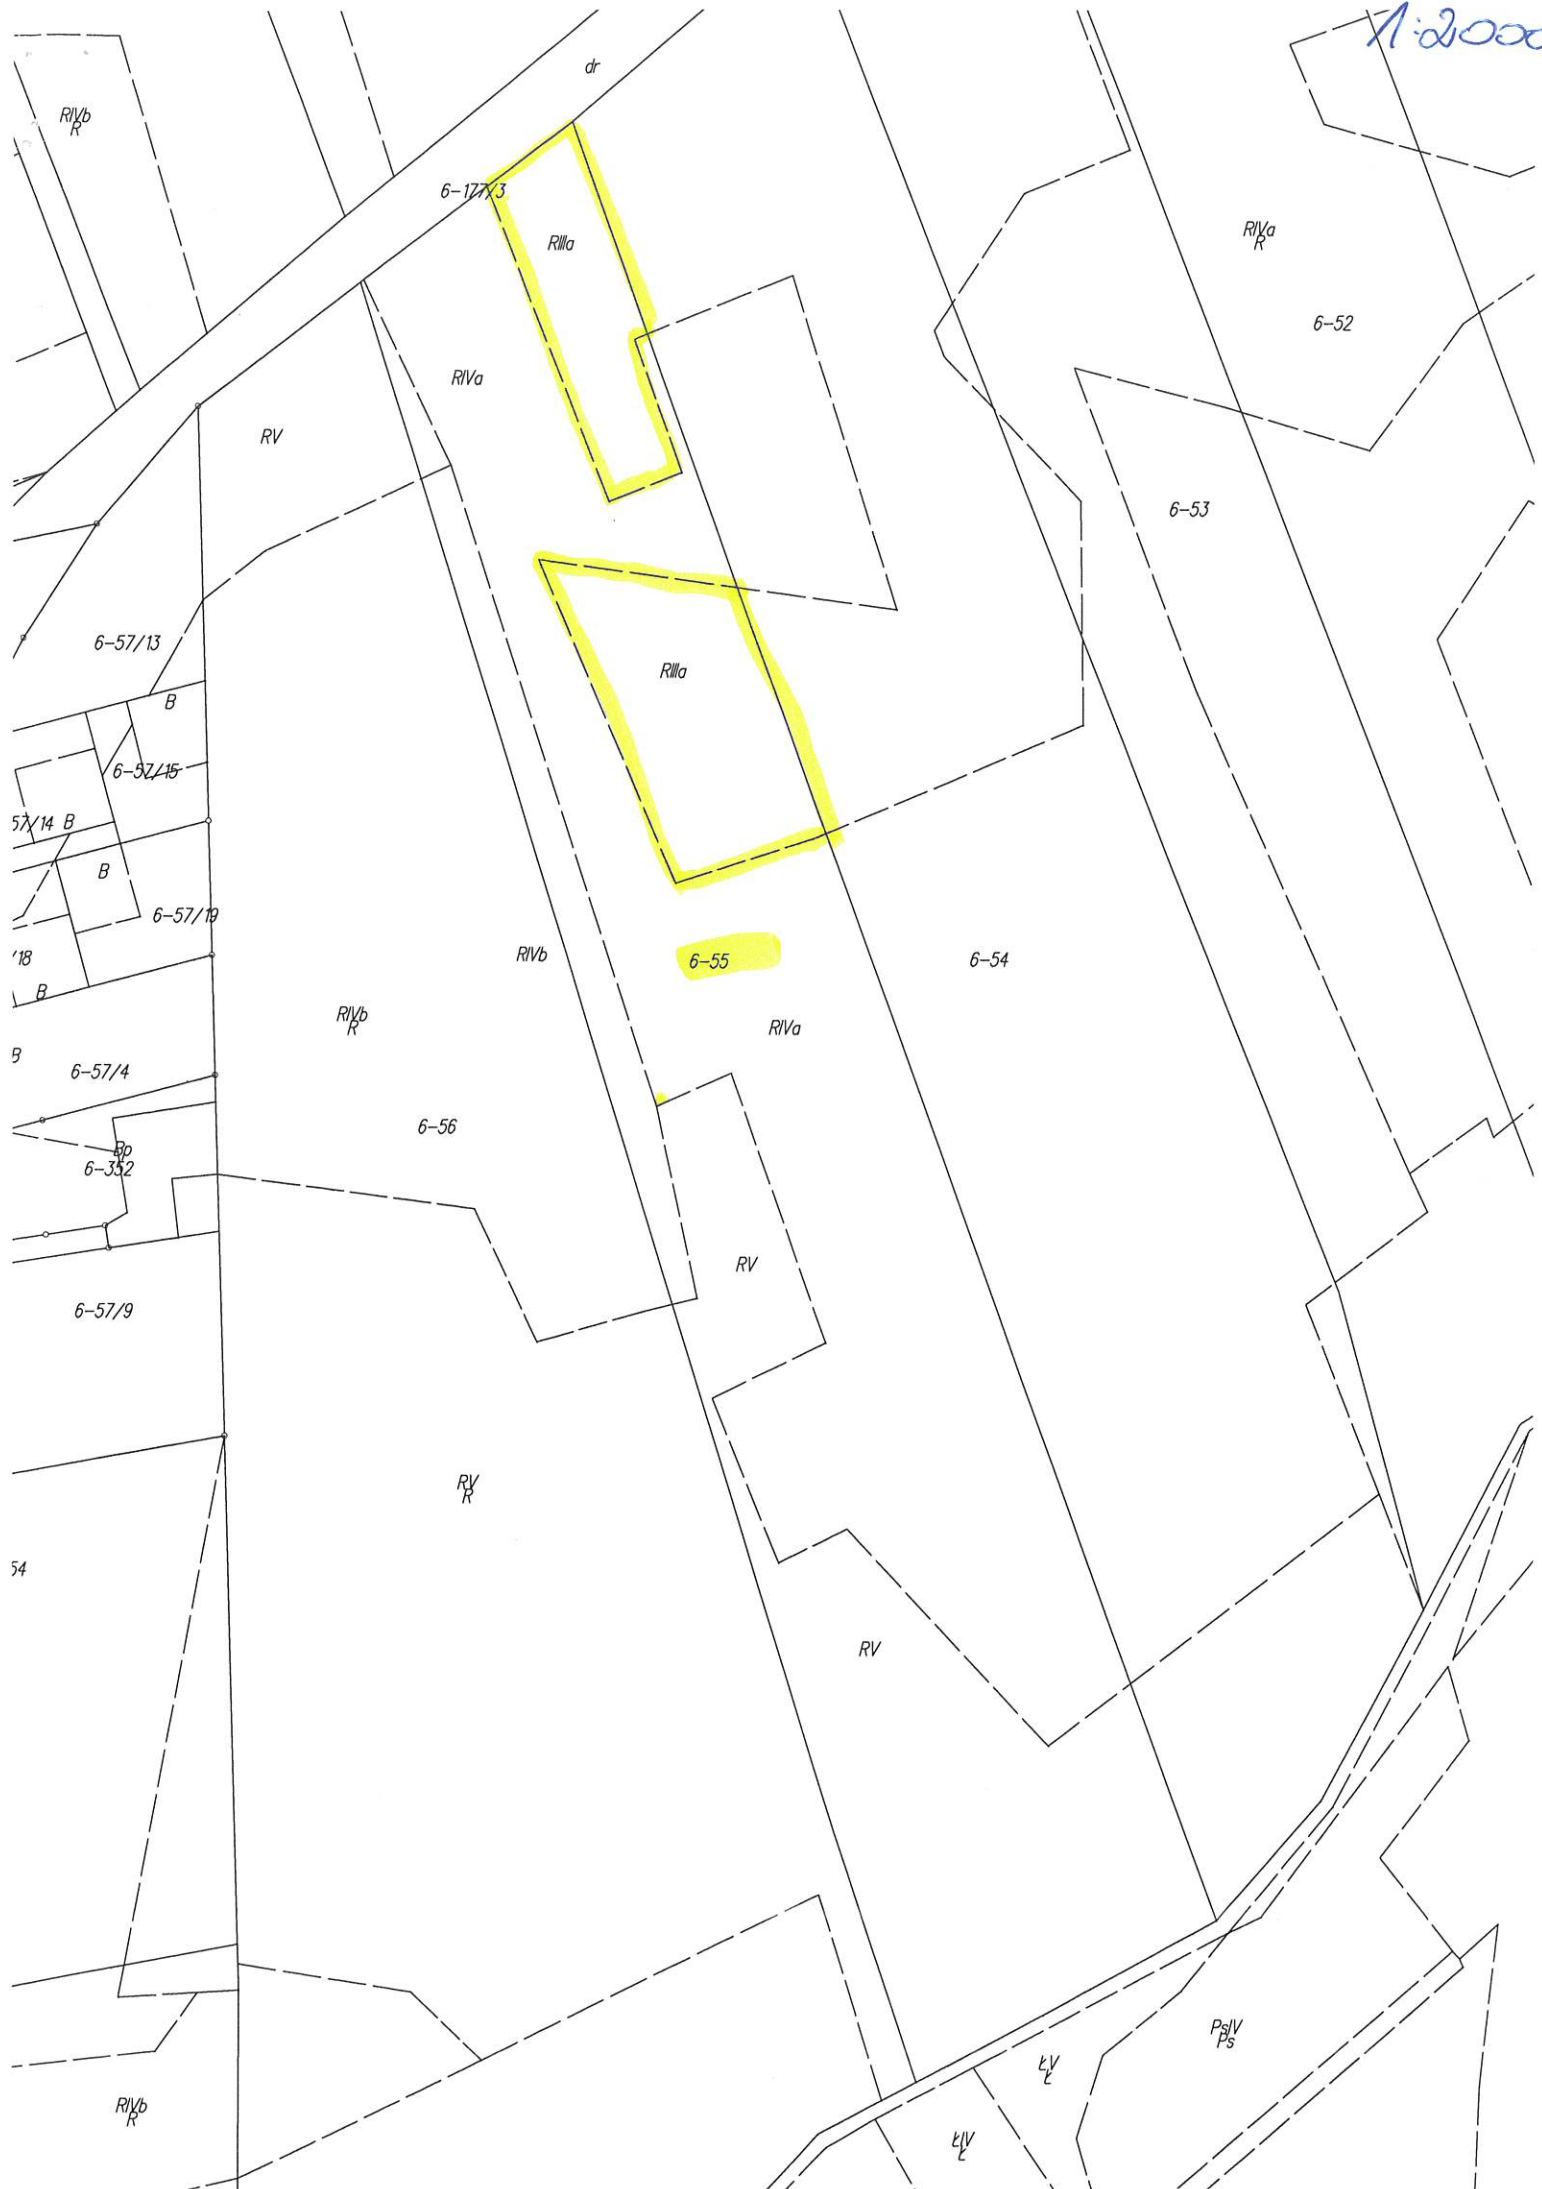 1:2000
dr
RIVb
R
6-177/3
RIVa
R
RIIIa
6-52
RIVa
RV
6-53
6-57/13
RIIIa
B
6-57/15
57/14 B
B
6-57/19
RIVb
6-55
6-54
/18
B
RIVb
R
RIVa
B
6-57/4
6-56
Bp
6-352
RV
6-57/9
RV
R
54
RV
PsIV
Ps
ŁV
Ł
RIVb
R
ŁIV
Ł